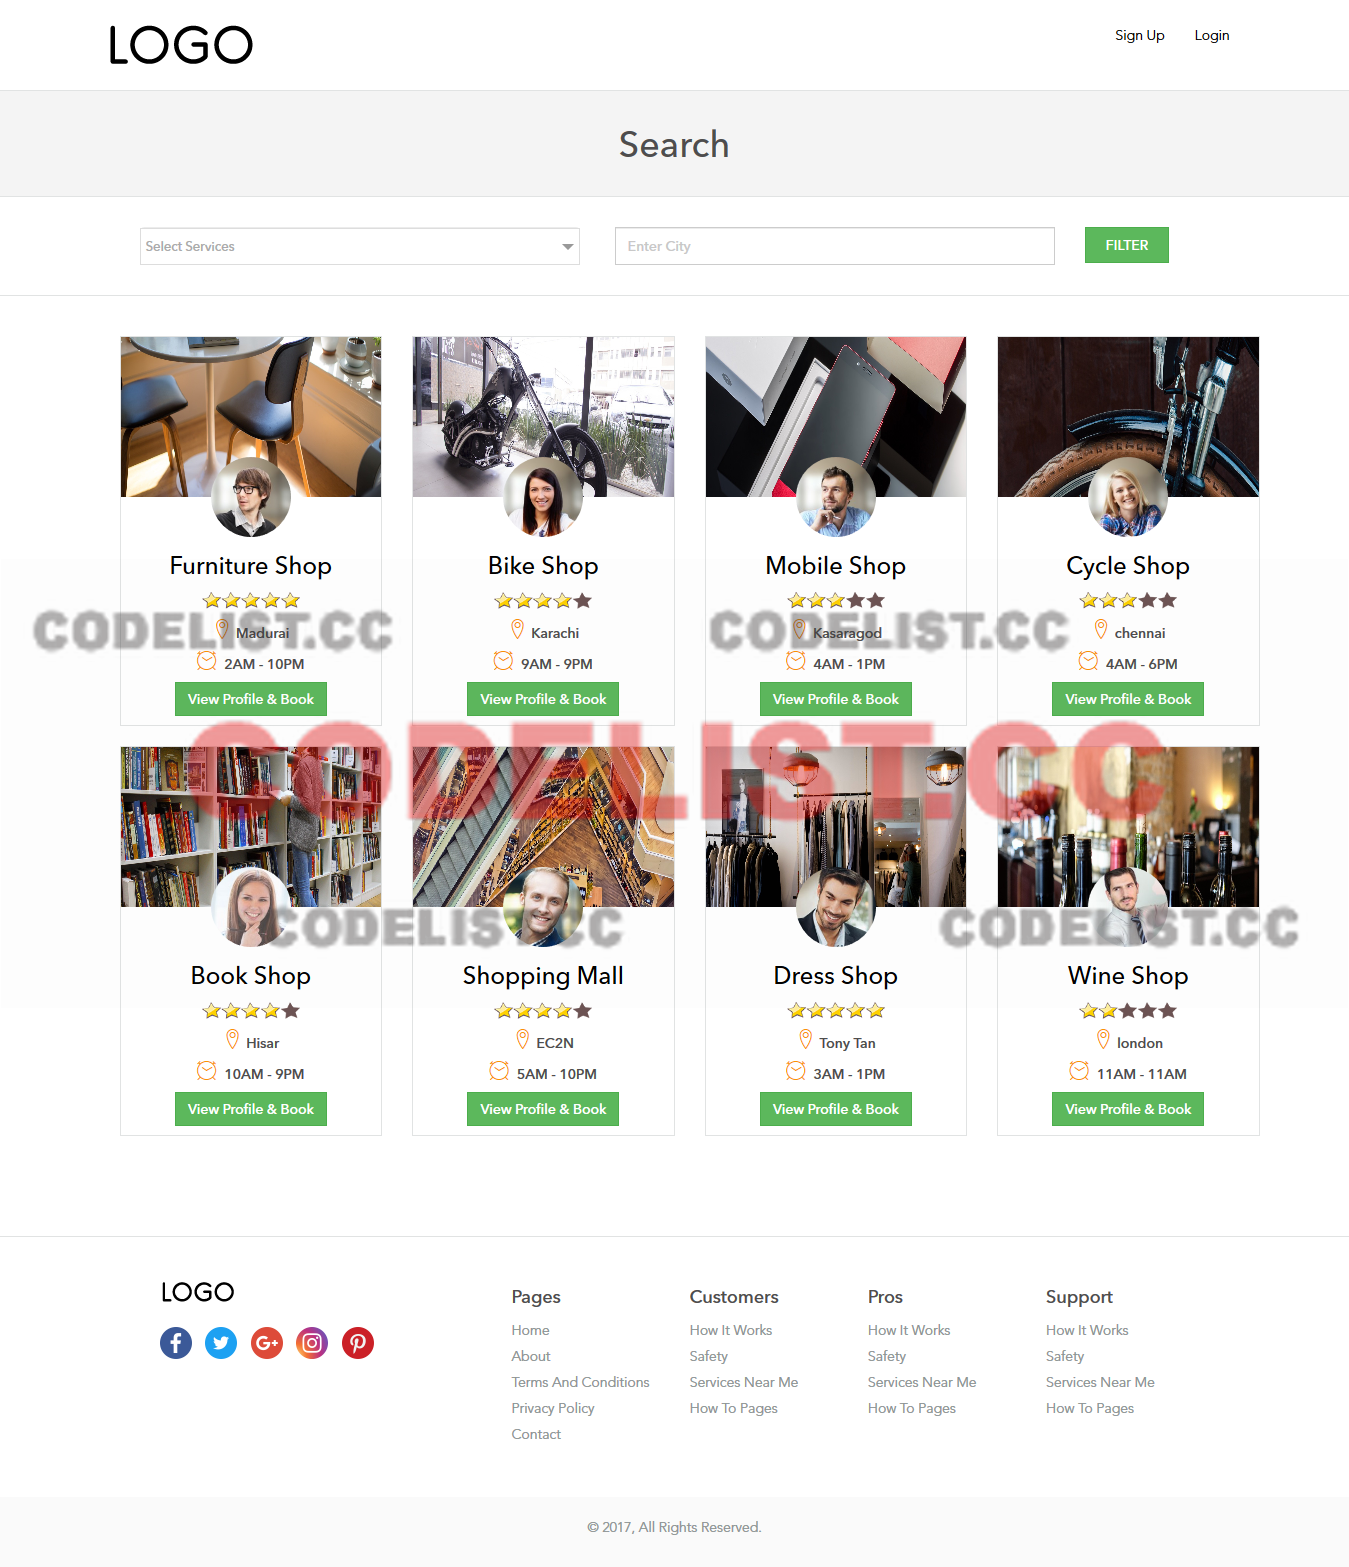 LOGO
Sign Up Login
Search
Select Services
Enter City
FILTER
Furniture Shop
Madurai
2AM - 10PM
View Profile & Book
Bike Shop
Karachi
9AM - 9PM
View Profile & Book
Mobile Shop
Kasaragod
4AM - 1PM
View Profile & Book
Cycle Shop
chennai
4AM - 6PM
View Profile & Book
CODELIST.CC
CODELIST.CC
CODELIST.CC
Book Shop
Hisar
10AM - 9PM
View Profile & Book
Shopping Mall
EC2N
5AM - 10PM
View Profile & Book
Dress Shop
Tony Tan
3AM - 1PM
View Profile & Book
Wine Shop
london
11AM - 11AM
View Profile & Book
CODELIST.CC
CODELIST.CC
LOGO
Pages
Home
About
Terms And Conditions
Privacy Policy
Contact
Customers
How It Works
Safety
Services Near Me
How To Pages
Pros
How It Works
Safety
Services Near Me
How To Pages
Support
How It Works
Safety
Services Near Me
How To Pages
© 2017, All Rights Reserved.